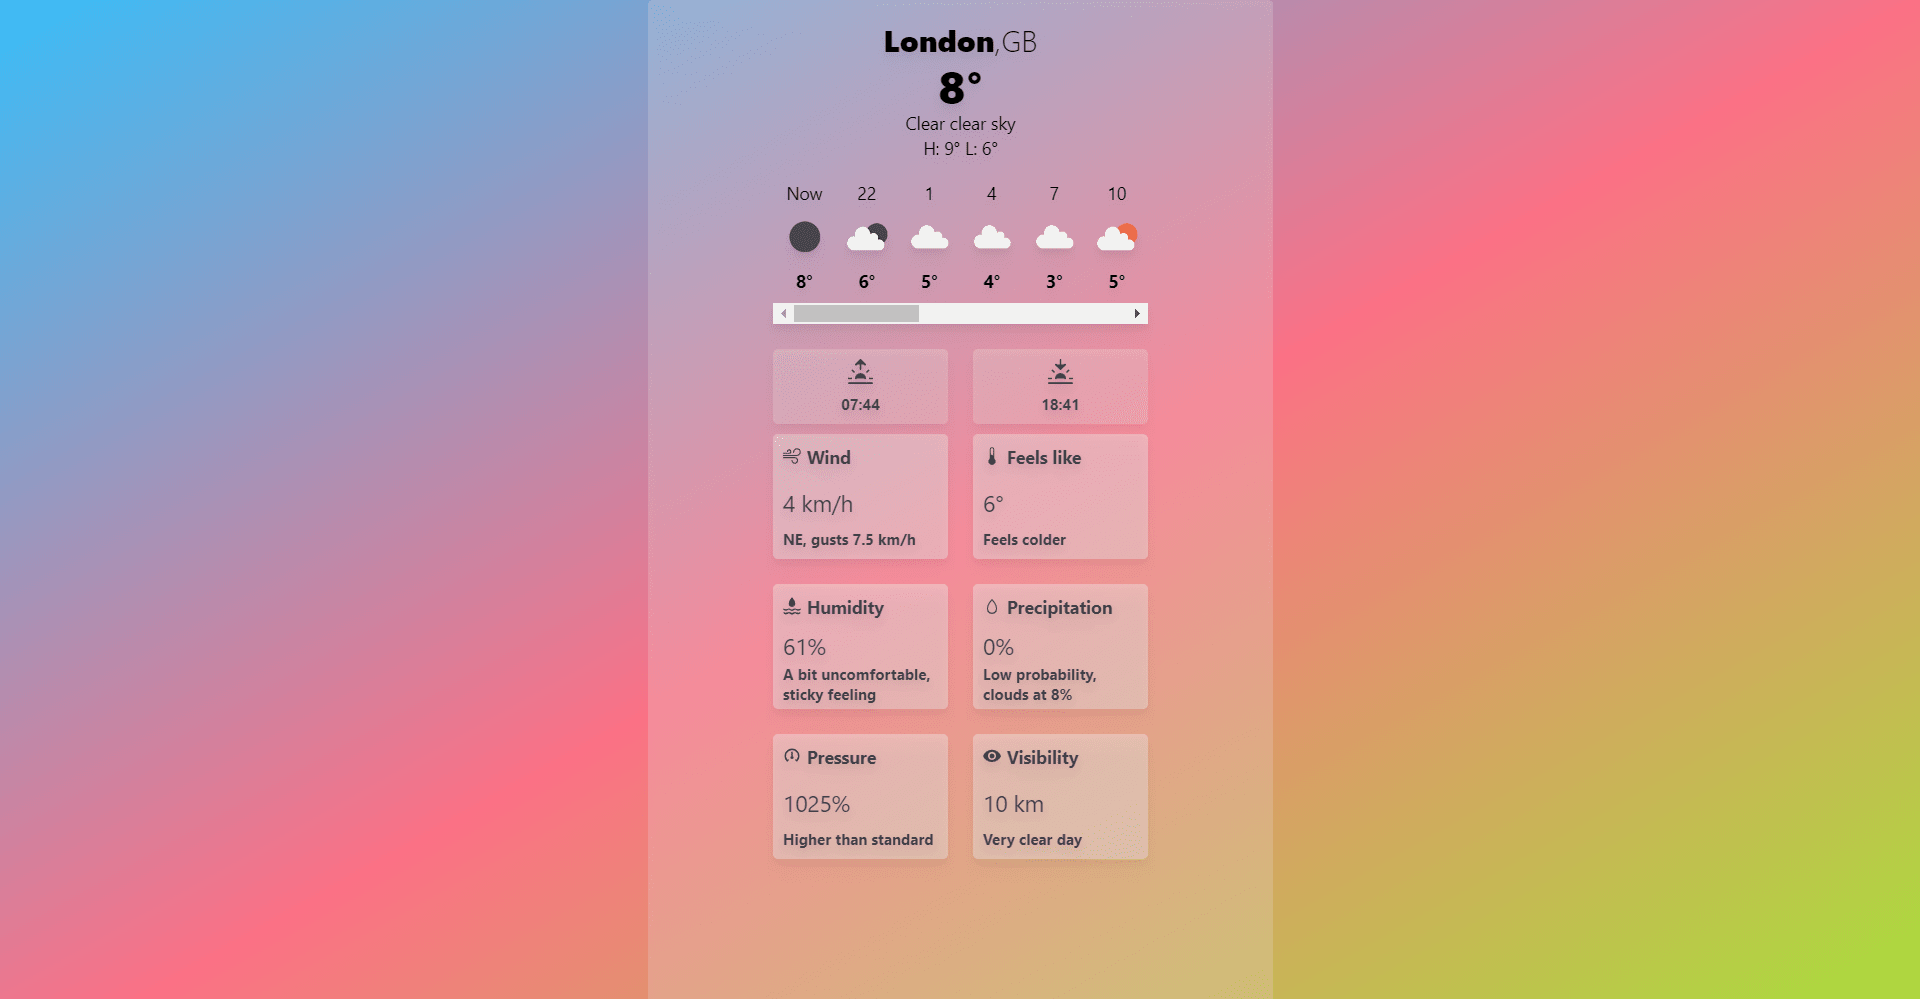 London,GB
8°
Clear clear sky
H: 9° L: 6°
Now 22 1 4 7 10
8° 6° 5° 4° 3° 5°
07:44 18:41
Wind
4 km/h
NE, gusts 7.5 km/h
Feels like
6°
Feels colder
Humidity
61%
A bit uncomfortable,
sticky feeling
Precipitation
0%
Low probability,
clouds at 8%
Pressure
1025%
Higher than standard
Visibility
10 km
Very clear day